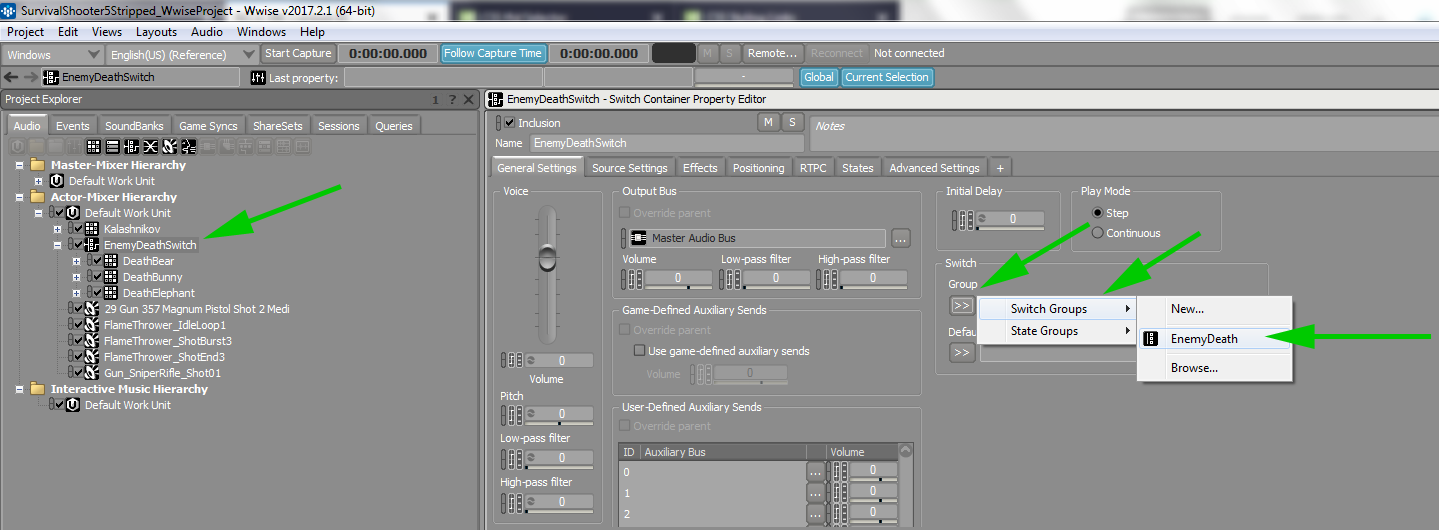 SurvivalShooter5Stripped_WwiseProject - Wwise v2017.2.1 (64-bit)
Project Edit Views Layouts Audio Windows Help
Windows English(US) (Reference) Start Capture 0:00:00.000 Follow Capture Time 0:00:00.000 M S Remote... Reconnect Not connected
EnemyDeathSwitch Last property: - Global Current Selection
Project Explorer 1 ? X
Audio Events SoundBanks Game Syncs ShareSets Sessions Queries
Master-Mixer Hierarchy
Default Work Unit
Actor-Mixer Hierarchy
Default Work Unit
Kalashnikov
EnemyDeathSwitch
DeathBear
DeathBunny
DeathElephant
29 Gun 357 Magnum Pistol Shot 2 Medi
FlameThrower_IdleLoop1
FlameThrower_ShotBurst3
FlameThrower_ShotEnd3
Gun_SniperRifle_Shot01
Interactive Music Hierarchy
Default Work Unit
EnemyDeathSwitch - Switch Container Property Editor
Inclusion M S
Notes
Name EnemyDeathSwitch
General Settings Source Settings Effects Positioning RTPC States Advanced Settings +
Voice
0
Volume
Pitch
0
Low-pass filter
0
High-pass filter
0
Output Bus
Override parent
Master Audio Bus ...
Volume Low-pass filter High-pass filter
0 0 0
Game-Defined Auxiliary Sends
Override parent
Use game-defined auxiliary sends
Volume 0
User-Defined Auxiliary Sends
Override parent
ID Auxiliary Bus Volume
0 ... 0
1 ... 0
2 ... 0
Initial Delay
0
Play Mode
Step
Continuous
Switch
Group
>>
Defau
>>
Switch Groups
State Groups
New...
EnemyDeath
Browse...